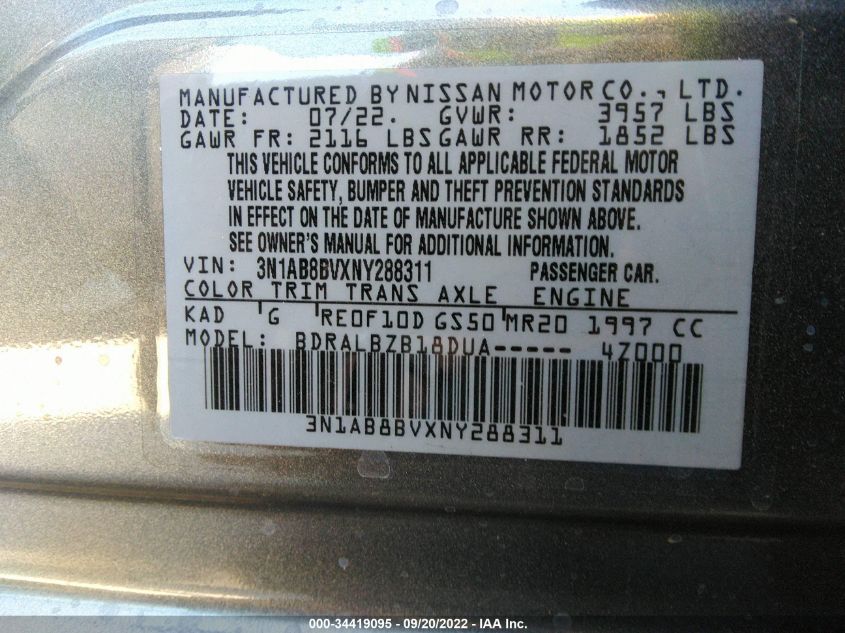 MANUFACTURED BY NISSAN MOTOR CO., LTD.
DATE: 07/22. GVWR: 3957 LBS
GAWR FR: 2116 LBS GAWR RR: 1852 LBS
THIS VEHICLE CONFORMS TO ALL APPLICABLE FEDERAL MOTOR
VEHICLE SAFETY, BUMPER AND THEFT PREVENTION STANDARDS
IN EFFECT ON THE DATE OF MANUFACTURE SHOWN ABOVE.
SEE OWNER'S MANUAL FOR ADDITIONAL INFORMATION.
VIN: 3N1AB8BVXNY288311 PASSENGER CAR.
COLOR TRIM TRANS AXLE ENGINE
KAD G RE0F10D GS50 MR20 1997 CC
MODEL: BDRALBZB18DUA----- 4Z000
3N1AB8BVXNY288311
000-34419095 - 09/20/2022 - IAA Inc.